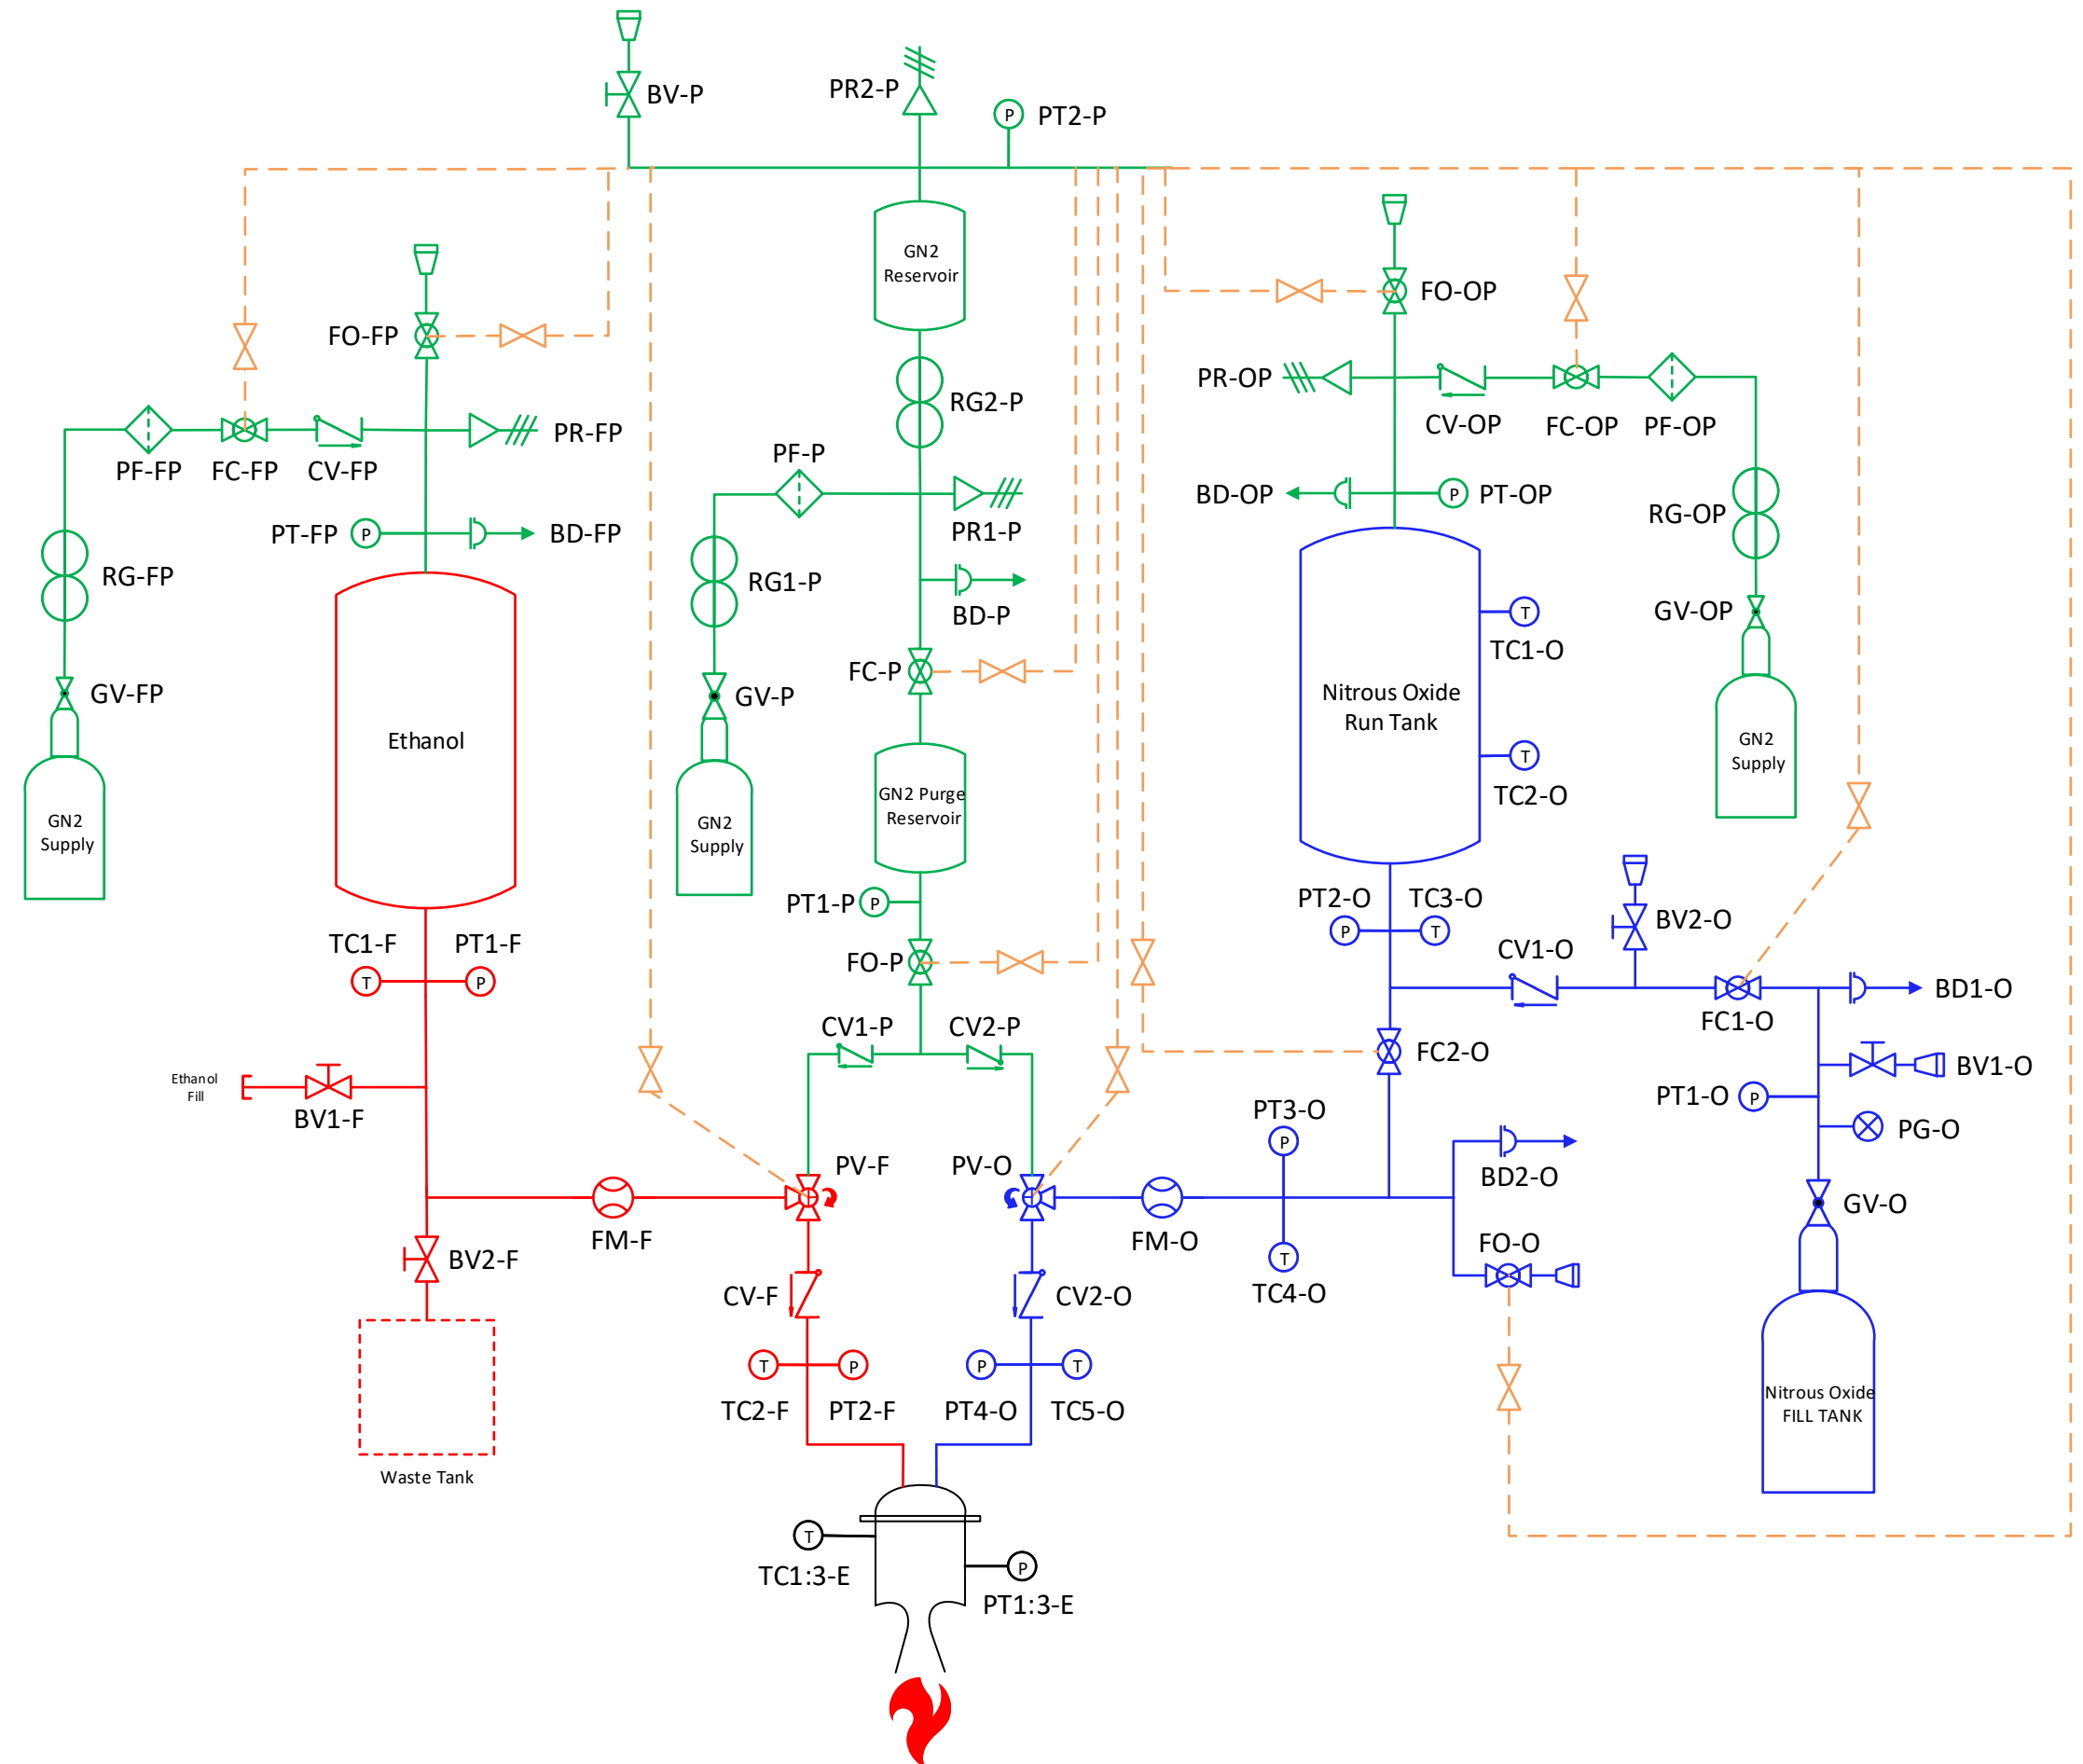 BV-P
PR2-P
PT2-P
GN2
Reservoir
FO-FP
FO-OP
PR-OP
CV-OP
FC-OP
PF-OP
RG2-P
PF-FP
FC-FP
CV-FP
PR-FP
PF-P
PR1-P
P
PT2-P
BD-OP
P
PT-OP
RG-OP
PT-FP
P
BD-FP
RG-FP
RG1-P
BD-P
T
TC1-O
GV-OP
FC-P
GV-FP
GV-P
Nitrous Oxide
Run Tank
Ethanol
T
TC2-O
GN2
Supply
GN2 Purge
Reservoir
GN2
Supply
GN2
Supply
PT1-P
P
PT2-O
TC3-O
P
T
BV2-O
TC1-F
PT1-F
T
P
FO-P
CV1-O
BD1-O
FC1-O
CV1-P
CV2-P
FC2-O
Ethanol
Fill
BV1-F
BV1-O
PT1-O
P
PG-O
PT3-O
P
BD2-O
PV-F
PV-O
FM-F
FM-O
GV-O
FO-O
BV2-F
T
TC4-O
CV-F
CV2-O
T
P
P
T
TC2-F
PT2-F
PT4-O
TC5-O
Nitrous Oxide
FILL TANK
Waste Tank
T
TC1:3-E
P
PT1:3-E